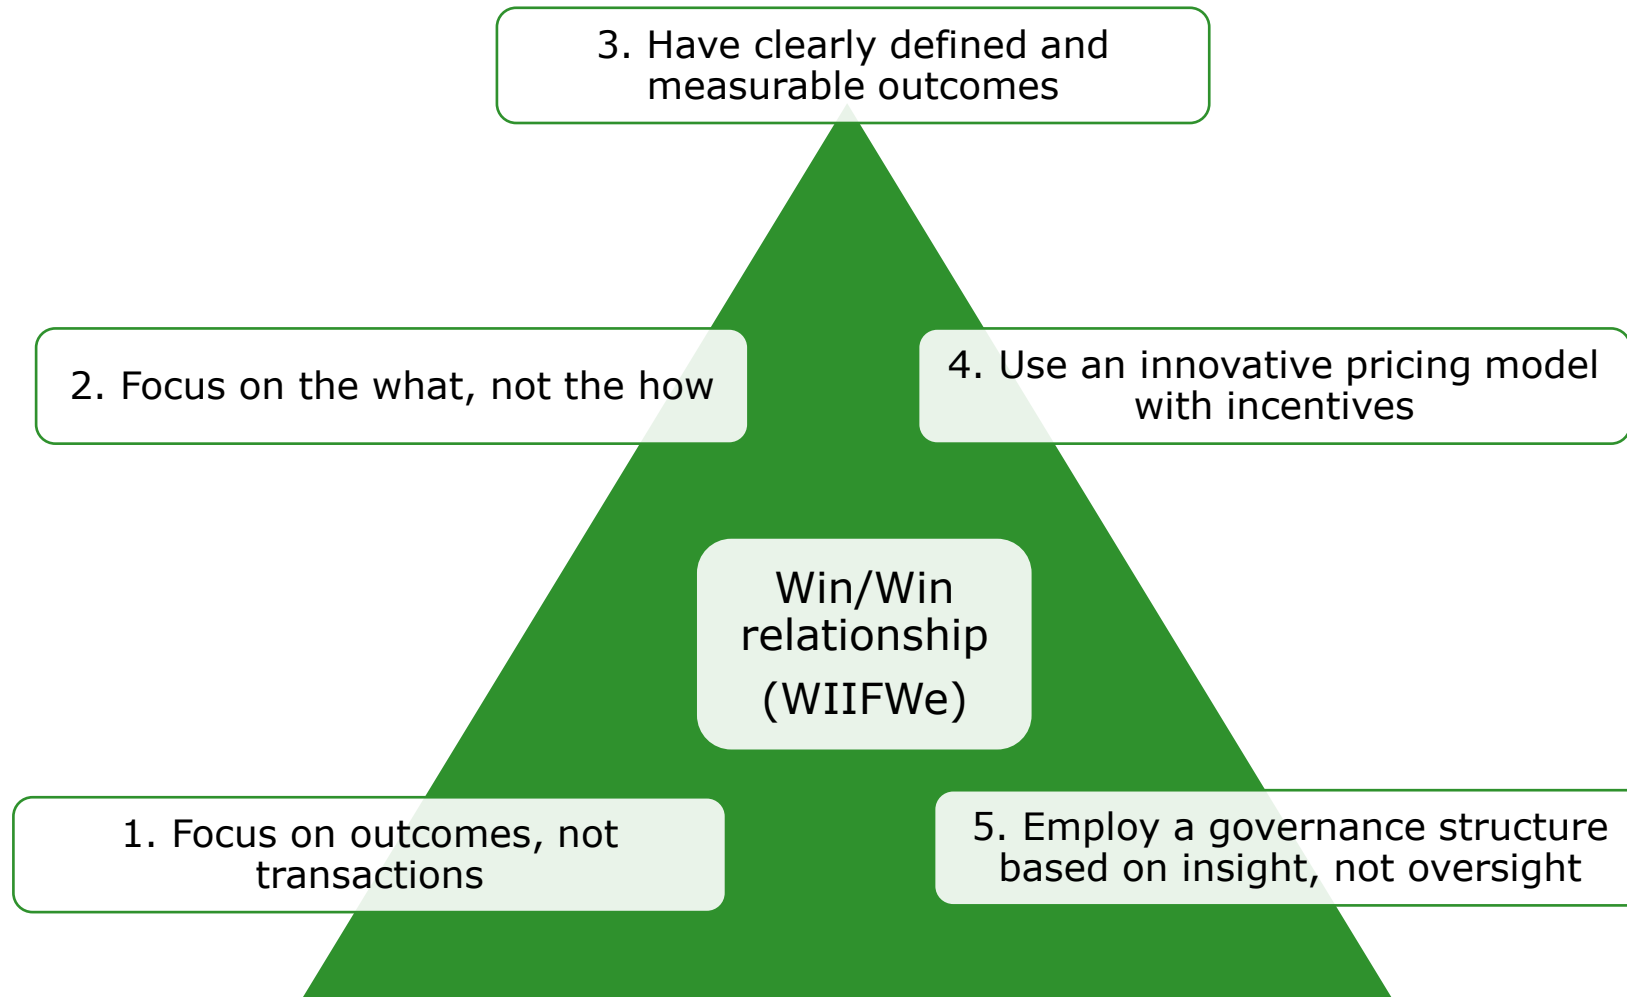 3. Have clearly defined and
measurable outcomes
2. Focus on the what, not the how
4. Use an innovative pricing model
with incentives
Win/Win
relationship
(WIIFWe)
1. Focus on outcomes, not
transactions
5. Employ a governance structure
based on insight, not oversight